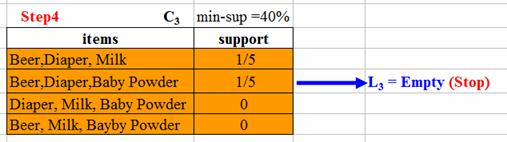 Step4 C3 min-sup =40%
items support
Beer,Diaper, Milk 1/5
Beer,Diaper,Baby Powder 1/5 L3 = Empty (Stop)
Diaper, Milk, Baby Powder 0
Beer, Milk, Bayby Powder 0